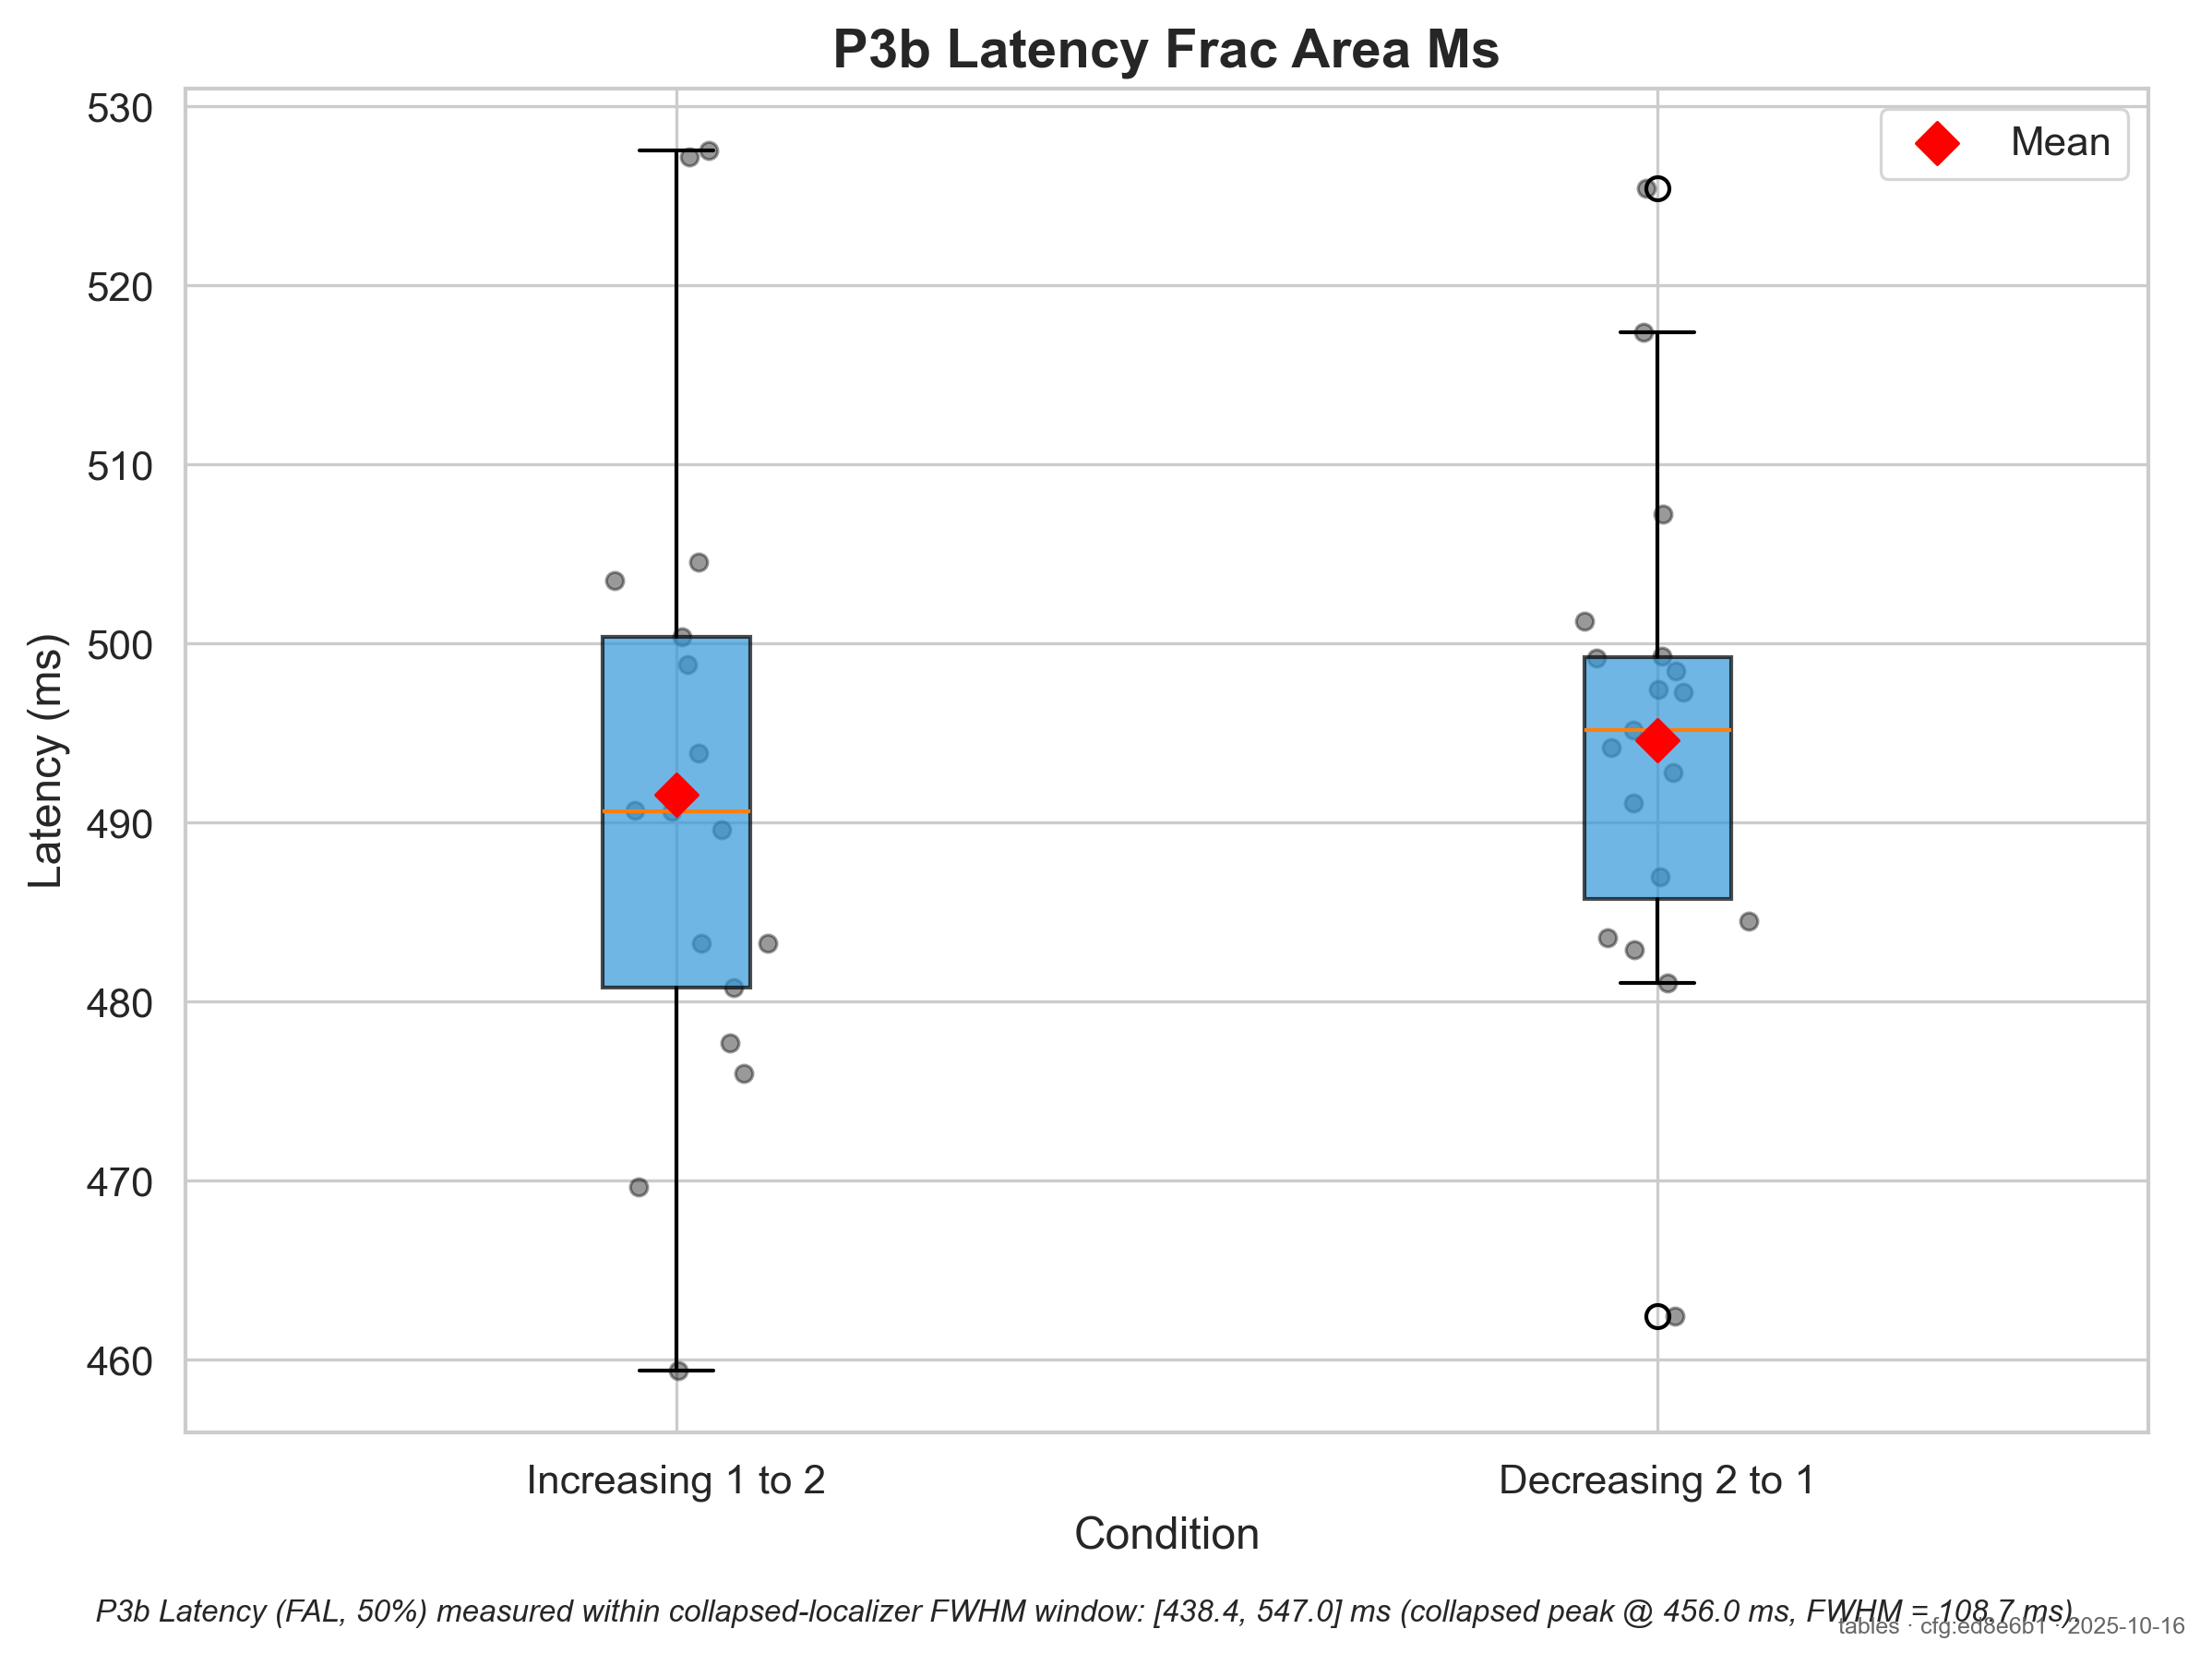 P3b Latency Frac Area Ms
Mean
530
520
510
500
490
480
470
460
Latency (ms)
Increasing 1 to 2
Decreasing 2 to 1
Condition
P3b Latency (FAL, 50%) measured within collapsed-localizer FWHM window: [438.4, 547.0] ms (collapsed peak @ 456.0 ms, FWHM = 108.7 ms).
tables · cfg:ed8e6b1 · 2025-10-16